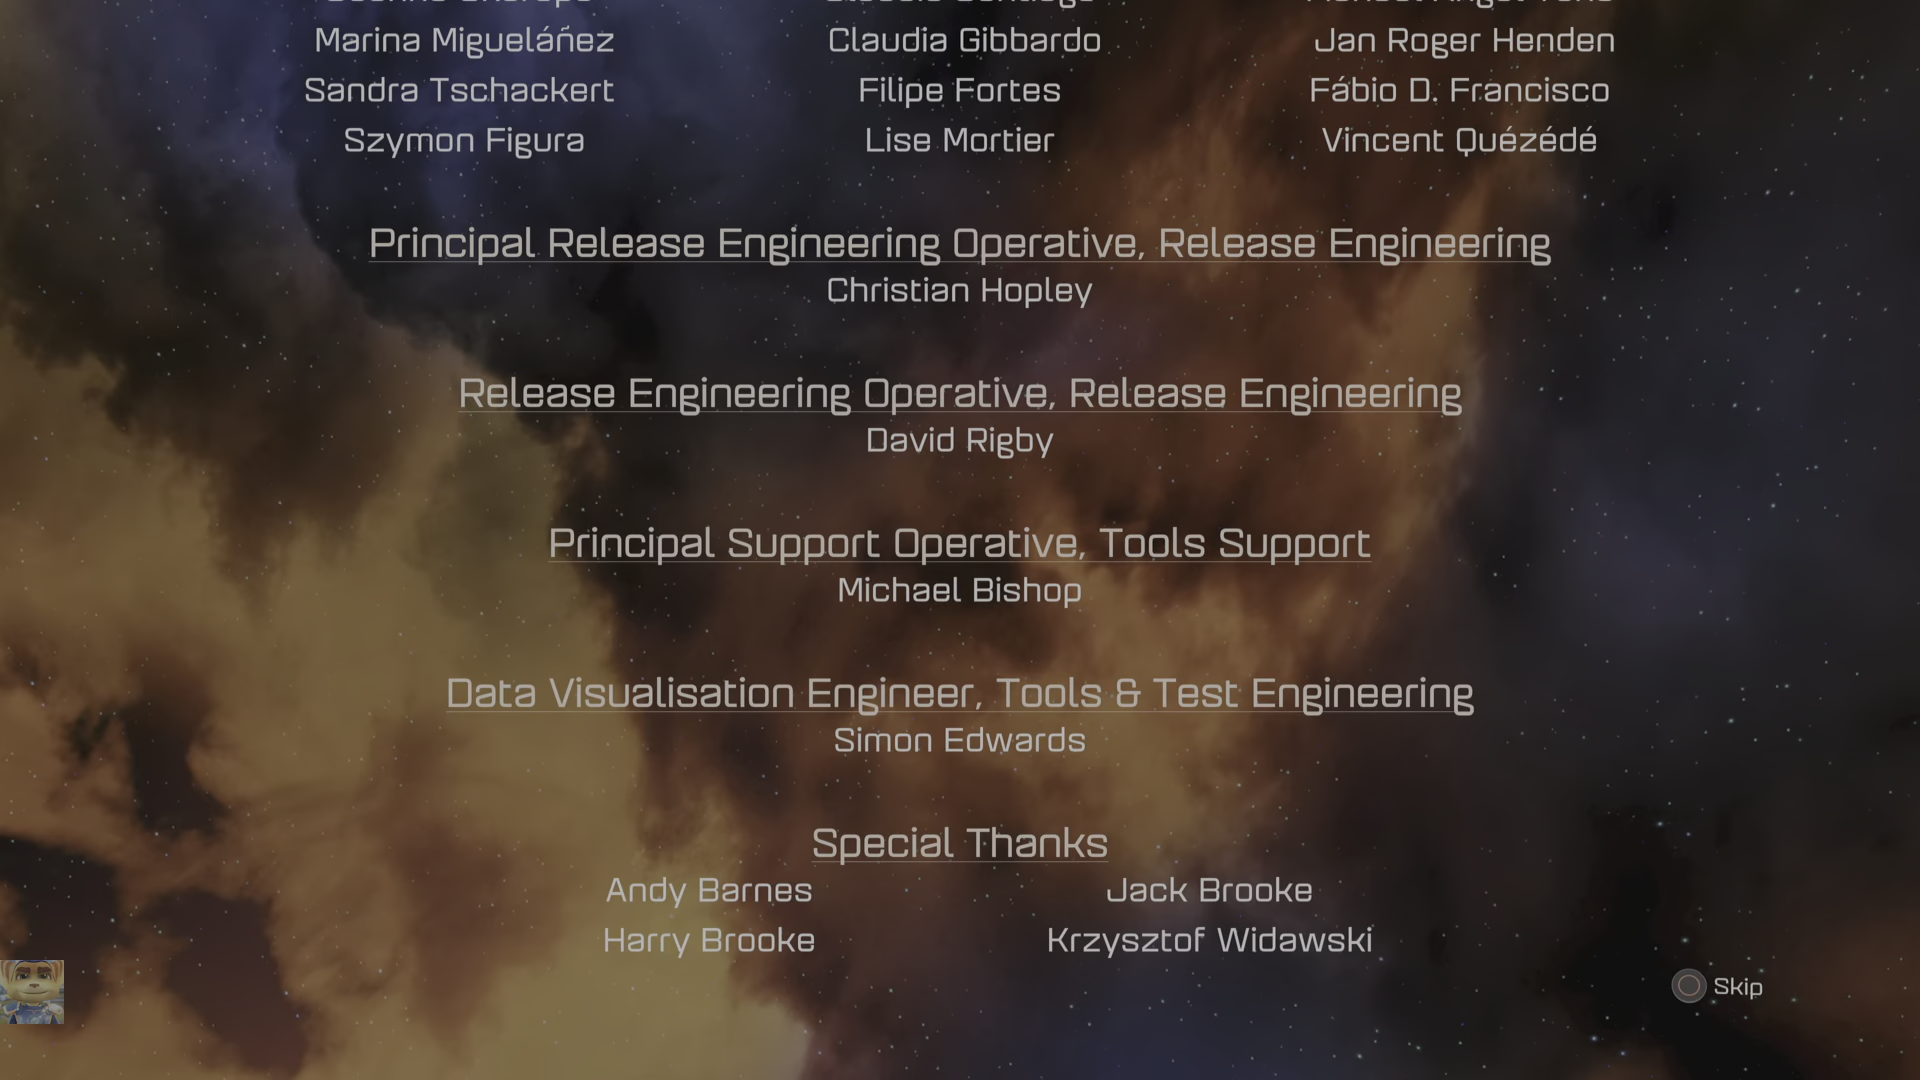 Marina Migueláñez Claudia Gibbardo Jan Roger Henden
Sandra Tschackert Filipe Fortes Fábio D. Francisco
Szymon Figura Lise Mortier Vincent Quézédé
Principal Release Engineering Operative, Release Engineering
Christian Hopley
Release Engineering Operative, Release Engineering
David Rigby
Principal Support Operative, Tools Support
Michael Bishop
Data Visualisation Engineer, Tools & Test Engineering
Simon Edwards
Special Thanks
Andy Barnes Jack Brooke
Harry Brooke Krzysztof Widawski
Skip